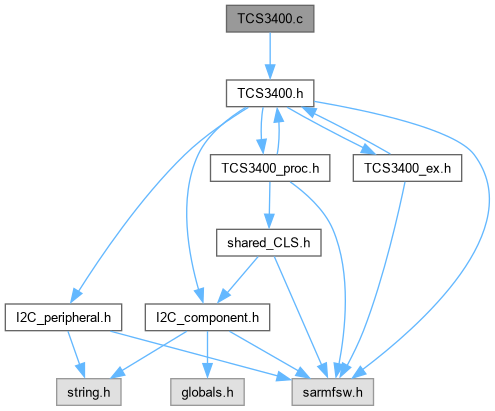 TCS3400.c
TCS3400.h
TCS3400_proc.h
TCS3400_ex.h
shared_CLS.h
I2C_peripheral.h
I2C_component.h
string.h
globals.h
sarmfsw.h